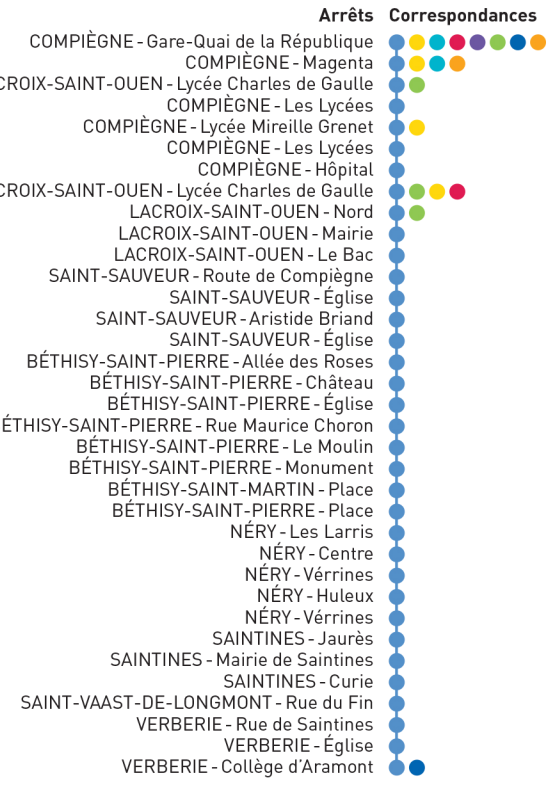 Arrêts Correspondances
COMPIÈGNE - Gare-Quai de la République
COMPIÈGNE - Magenta
CROIX-SAINT-OUEN - Lycée Charles de Gaulle
COMPIÈGNE - Les Lycées
COMPIÈGNE - Lycée Mireille Grenet
COMPIÈGNE - Les Lycées
COMPIÈGNE - Hôpital
CROIX-SAINT-OUEN - Lycée Charles de Gaulle
LACROIX-SAINT-OUEN - Nord
LACROIX-SAINT-OUEN - Mairie
LACROIX-SAINT-OUEN - Le Bac
SAINT-SAUVEUR - Route de Compiègne
SAINT-SAUVEUR - Église
SAINT-SAUVEUR - Aristide Briand
SAINT-SAUVEUR - Église
BÉTHISY-SAINT-PIERRE - Allée des Roses
BÉTHISY-SAINT-PIERRE - Château
BÉTHISY-SAINT-PIERRE - Église
ÉTHISY-SAINT-PIERRE - Rue Maurice Choron
BÉTHISY-SAINT-PIERRE - Le Moulin
BÉTHISY-SAINT-PIERRE - Monument
BÉTHISY-SAINT-MARTIN - Place
BÉTHISY-SAINT-PIERRE - Place
NÉRY - Les Larris
NÉRY - Centre
NÉRY - Vérrines
NÉRY - Huleux
NÉRY - Vérrines
SAINTINES - Jaurès
SAINTINES - Mairie de Saintines
SAINTINES - Curie
SAINT-VAAST-DE-LONGMONT - Rue du Fin
VERBERIE - Rue de Saintines
VERBERIE - Église
VERBERIE - Collège d'Aramont